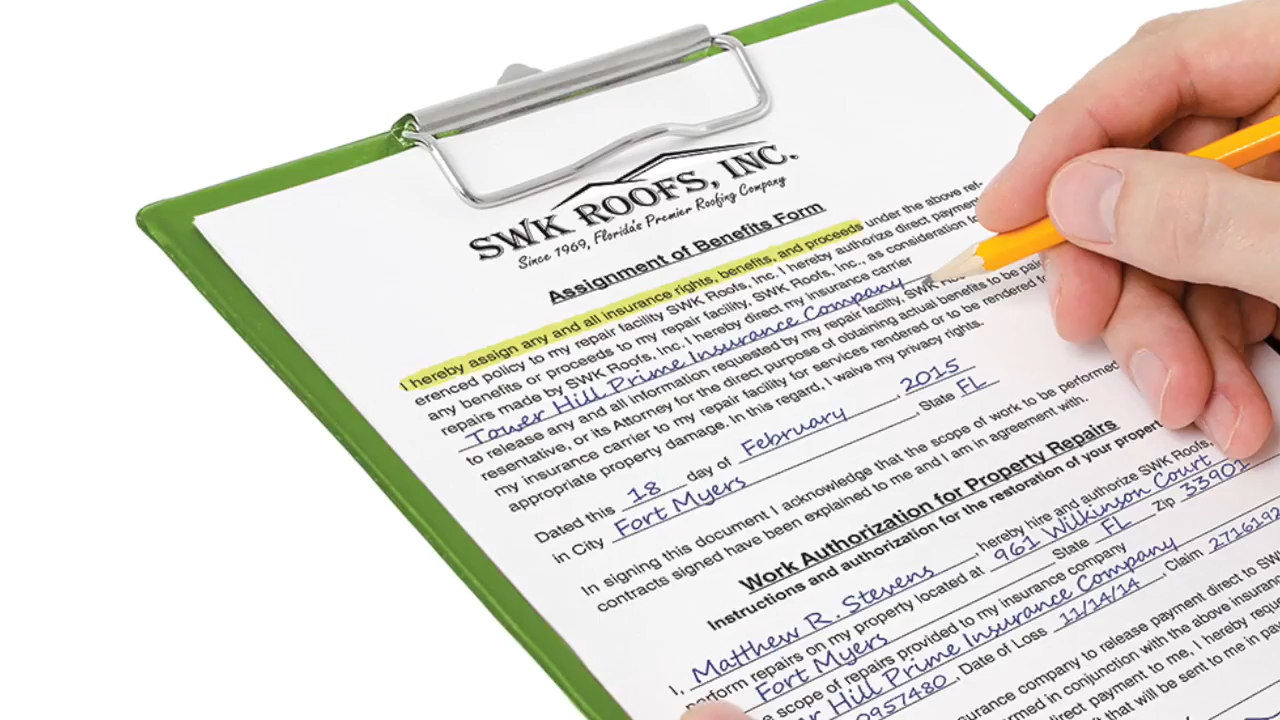 SWK ROOFS, INC.
Since 1969, Florida's Premier Roofing Company
Assignment of Benefits Form
I hereby assign any and all insurance rights, benefits, and proceeds under the above ref-
erenced policy to my repair facility SWK Roofs, Inc. I hereby authorize direct payment
any benefits or proceeds to my repair facility, SWK Roofs, Inc., as consideration
repairs made by SWK Roofs, Inc. I hereby direct my insurance carrier
Tower Hill Prime Insurance Company
to release any and all information requested by my repair facility, SWK
resentative, or its Attorney for the direct purpose of obtaining actual benefits to be paid
my insurance carrier to my repair facility for services rendered or to be rendered
appropriate property damage. In this regard, I waive my privacy rights.
Dated this 18 day of February, 2015
in City Fort Myers, State FL
In signing this document I acknowledge that the scope of work to be performed
contracts signed have been explained to me and I am in agreement with.
Work Authorization for Property Repairs
Instructions and authorization for the restoration of your property
I, Matthew R. Stevens, hereby hire and authorize SWK Roofs,
perform repairs on my property located at 961 Wilkinson Court
Fort Myers State FL Zip 33901
scope of repairs provided to my insurance company
Hill Prime Insurance Company, Claim 2716192
0957480, Date of Loss 11/14/14
insurance company to release payment direct to
in conjunction with the above insurance
direct payment to me, I hereby
that will be sent to me in